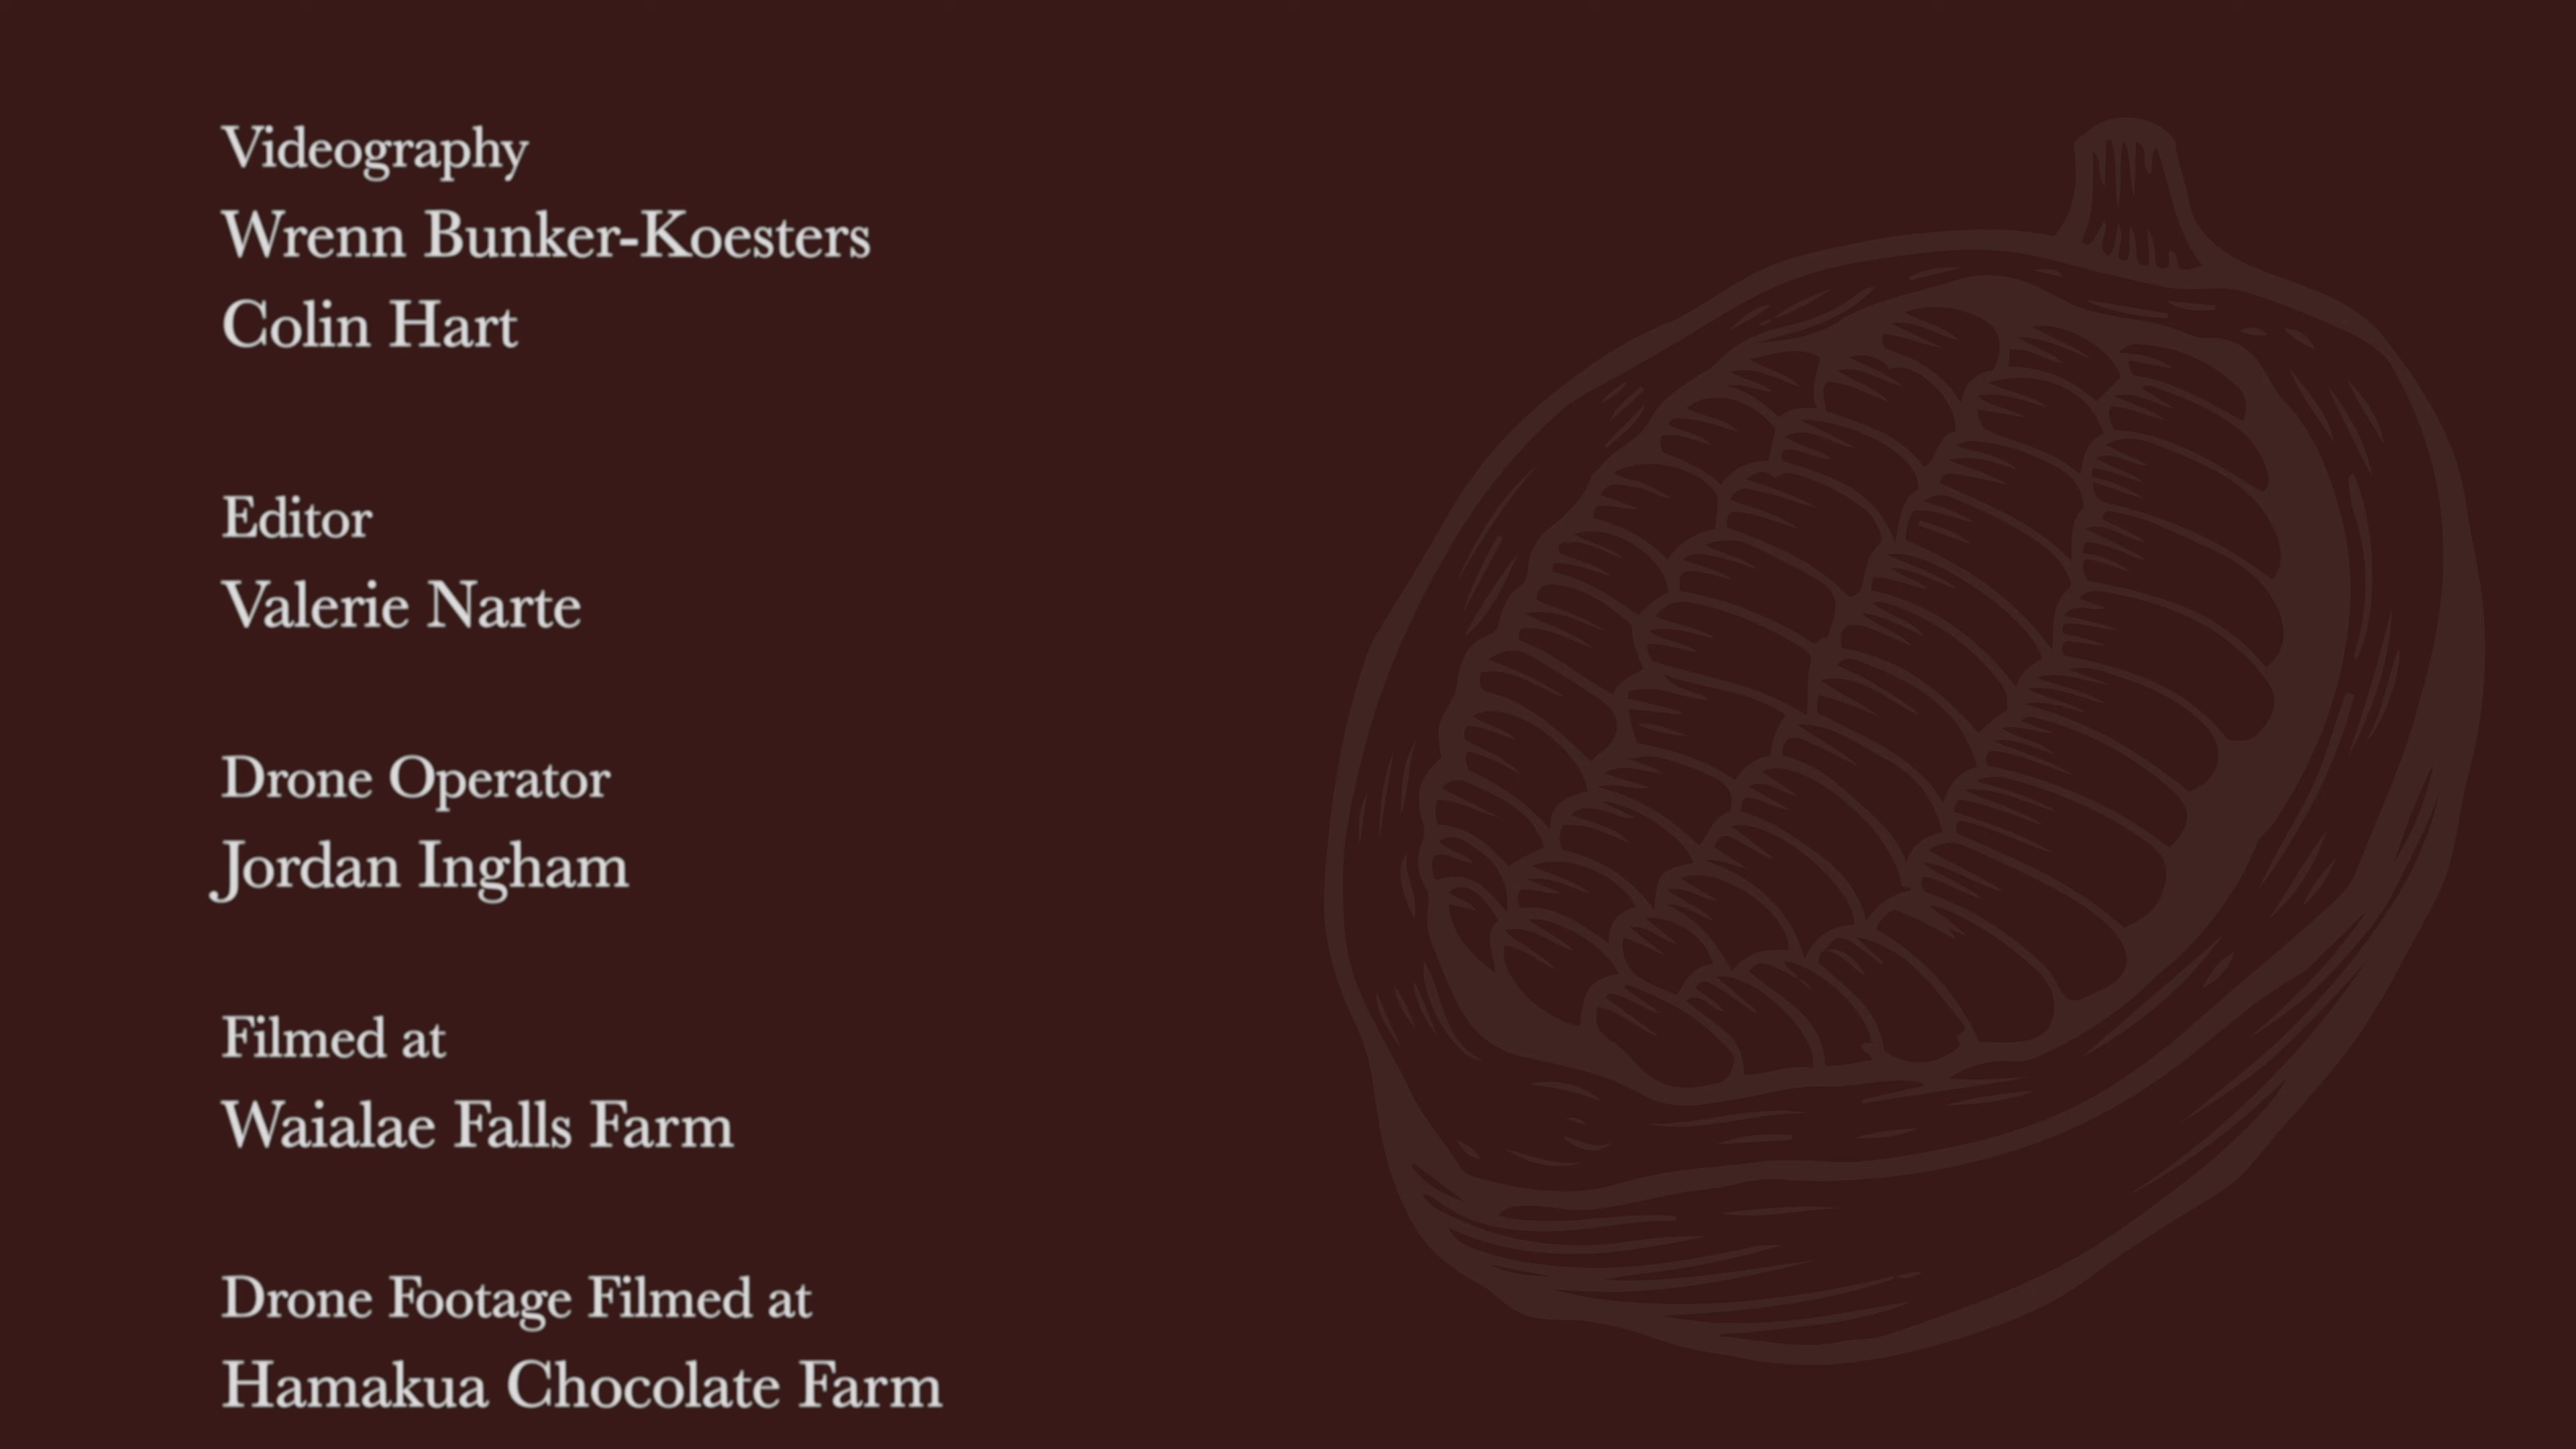 Videography
Wrenn Bunker-Koesters
Colin Hart
Editor
Valerie Narte
Drone Operator
Jordan Ingham
Filmed at
Waialae Falls Farm
Drone Footage Filmed at
Hamakua Chocolate Farm